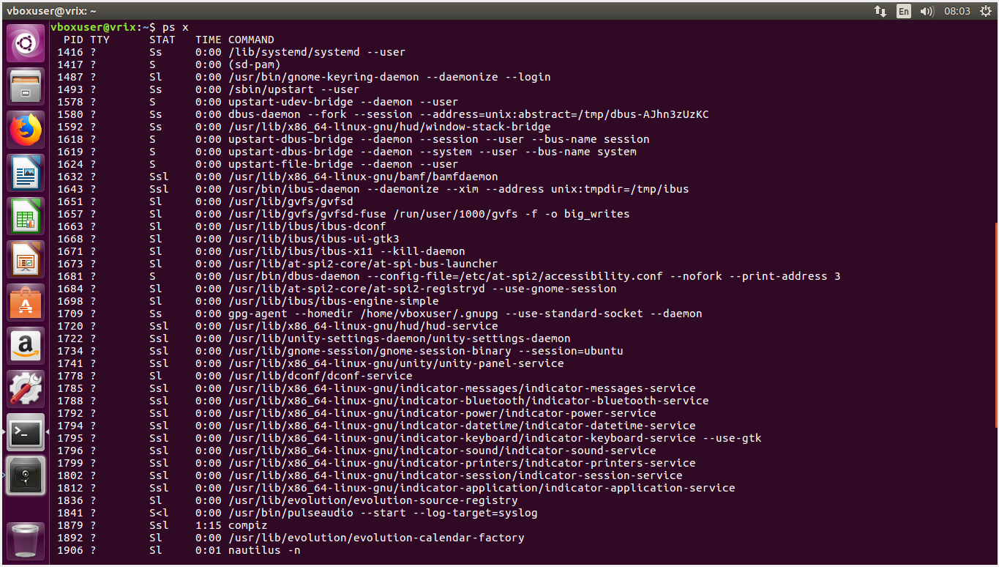 vboxuser@vrix: ~
En
08:03
vboxuser@vrix:~$ ps x
PID TTY STAT TIME COMMAND
1416 ? Ss 0:00 /lib/systemd/systemd --user
1417 ? S 0:00 (sd-pam)
1487 ? Sl 0:00 /usr/bin/gnome-keyring-daemon --daemonize --login
1493 ? Ss 0:00 /sbin/upstart --user
1578 ? S 0:00 upstart-udev-bridge --daemon --user
1580 ? Ss 0:00 dbus-daemon --fork --session --address=unix:abstract=/tmp/dbus-AJhn3zUzKC
1592 ? Ss 0:00 /usr/lib/x86_64-linux-gnu/hud/window-stack-bridge
1618 ? S 0:00 upstart-dbus-bridge --daemon --session --user --bus-name session
1619 ? S 0:00 upstart-dbus-bridge --daemon --system --user --bus-name system
1624 ? S 0:00 upstart-file-bridge --daemon --user
1632 ? Ssl 0:00 /usr/lib/x86_64-linux-gnu/bamf/bamfdaemon
1643 ? Ssl 0:00 /usr/bin/ibus-daemon --daemonize --xim --address unix:tmpdir=/tmp/ibus
1651 ? Sl 0:00 /usr/lib/gvfs/gvfsd
1657 ? Sl 0:00 /usr/lib/gvfs/gvfsd-fuse /run/user/1000/gvfs -f -o big_writes
1663 ? Sl 0:00 /usr/lib/ibus/ibus-dconf
1668 ? Sl 0:00 /usr/lib/ibus/ibus-ui-gtk3
1671 ? Sl 0:00 /usr/lib/ibus/ibus-x11 --kill-daemon
1673 ? Sl 0:00 /usr/lib/at-spi2-core/at-spi-bus-launcher
1681 ? S 0:00 /usr/bin/dbus-daemon --config-file=/etc/at-spi2/accessibility.conf --nofork --print-address 3
1684 ? Sl 0:00 /usr/lib/at-spi2-core/at-spi2-registryd --use-gnome-session
1698 ? Sl 0:00 /usr/lib/ibus/ibus-engine-simple
1709 ? Ss 0:00 gpg-agent --homedir /home/vboxuser/.gnupg --use-standard-socket --daemon
1720 ? Ssl 0:00 /usr/lib/x86_64-linux-gnu/hud/hud-service
1722 ? Ssl 0:00 /usr/lib/unity-settings-daemon/unity-settings-daemon
1734 ? Ssl 0:00 /usr/lib/gnome-session/gnome-session-binary --session=ubuntu
1741 ? Ssl 0:00 /usr/lib/x86_64-linux-gnu/unity/unity-panel-service
1778 ? Sl 0:00 /usr/lib/dconf/dconf-service
1785 ? Ssl 0:00 /usr/lib/x86_64-linux-gnu/indicator-messages/indicator-messages-service
1788 ? Ssl 0:00 /usr/lib/x86_64-linux-gnu/indicator-bluetooth/indicator-bluetooth-service
1792 ? Ssl 0:00 /usr/lib/x86_64-linux-gnu/indicator-power/indicator-power-service
1794 ? Ssl 0:00 /usr/lib/x86_64-linux-gnu/indicator-datetime/indicator-datetime-service
1795 ? Ssl 0:00 /usr/lib/x86_64-linux-gnu/indicator-keyboard/indicator-keyboard-service --use-gtk
1796 ? Ssl 0:00 /usr/lib/x86_64-linux-gnu/indicator-sound/indicator-sound-service
1799 ? Ssl 0:00 /usr/lib/x86_64-linux-gnu/indicator-printers/indicator-printers-service
1802 ? Ssl 0:00 /usr/lib/x86_64-linux-gnu/indicator-session/indicator-session-service
1812 ? Ssl 0:00 /usr/lib/x86_64-linux-gnu/indicator-application/indicator-application-service
1836 ? Sl 0:00 /usr/lib/evolution/evolution-source-registry
1841 ? S<l 0:00 /usr/bin/pulseaudio --start --log-target=syslog
1879 ? Ssl 1:15 compiz
1892 ? Sl 0:00 /usr/lib/evolution/evolution-calendar-factory
1906 ? Sl 0:01 nautilus -n